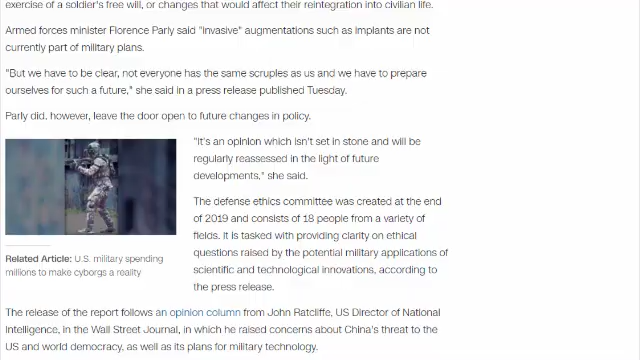 exercise of a soldier's free will, or changes that would affect their reintegration into civilian life.
Armed forces minister Florence Parly said "invasive" augmentations such as implants are not
currently part of military plans.
"But we have to be clear, not everyone has the same scruples as us and we have to prepare
ourselves for such a future," she said in a press release published Tuesday.
Parly did, however, leave the door open to future changes in policy.
"It's an opinion which isn't set in stone and will be
regularly reassessed in the light of future
developments," she said.
The defense ethics committee was created at the end
of 2019 and consists of 18 people from a variety of
fields. It is tasked with providing clarity on ethical
questions raised by the potential military applications of
scientific and technological innovations, according to
the press release.
Related Article: U.S. military spending
millions to make cyborgs a reality
The release of the report follows an opinion column from John Ratcliffe, US Director of National
Intelligence, in the Wall Street Journal, in which he raised concerns about China's threat to the
US and world democracy, as well as its plans for military technology.